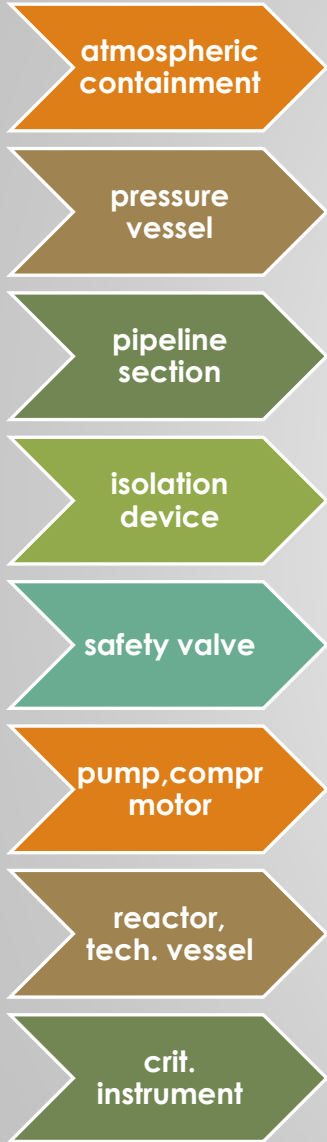 atmospheric
containment
pressure
vessel
pipeline
section
isolation
device
safety valve
pump,compr
motor
reactor,
tech. vessel
crit.
instrument